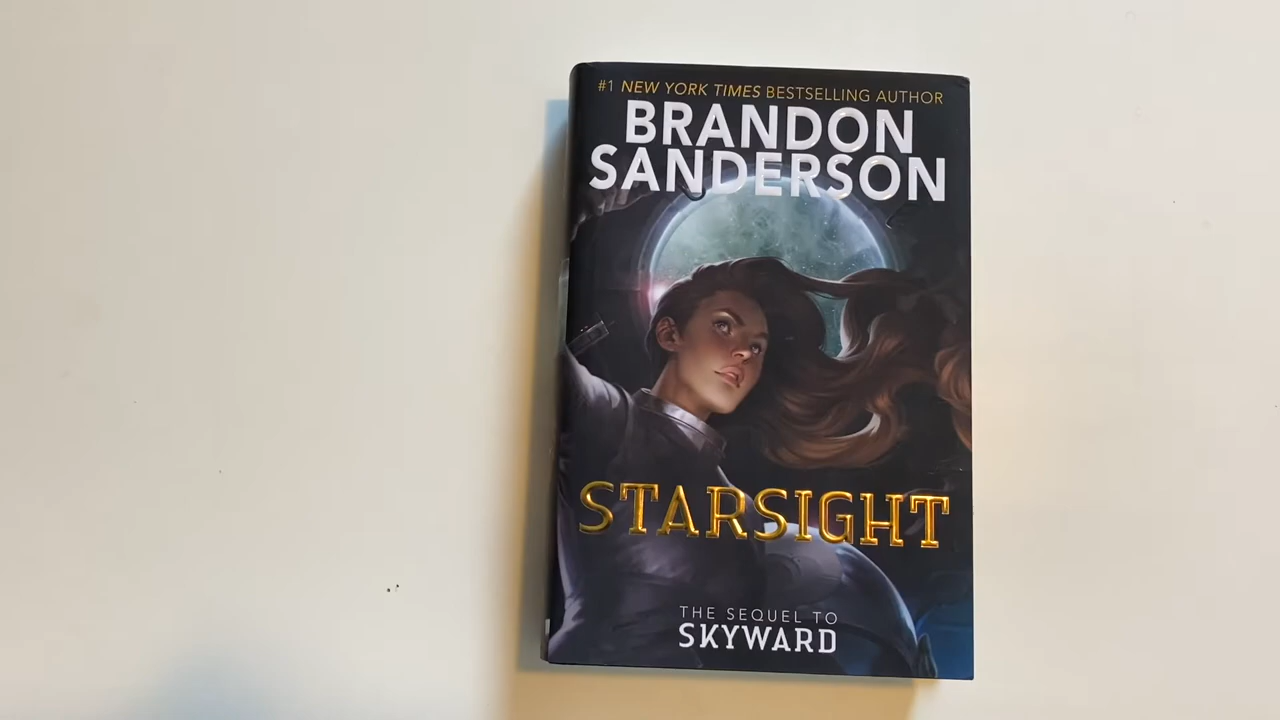 #1 NEW YORK TIMES BESTSELLING AUTHOR
BRANDON
SANDERSON
STARSIGHT
THE SEQUEL TO
SKYWARD